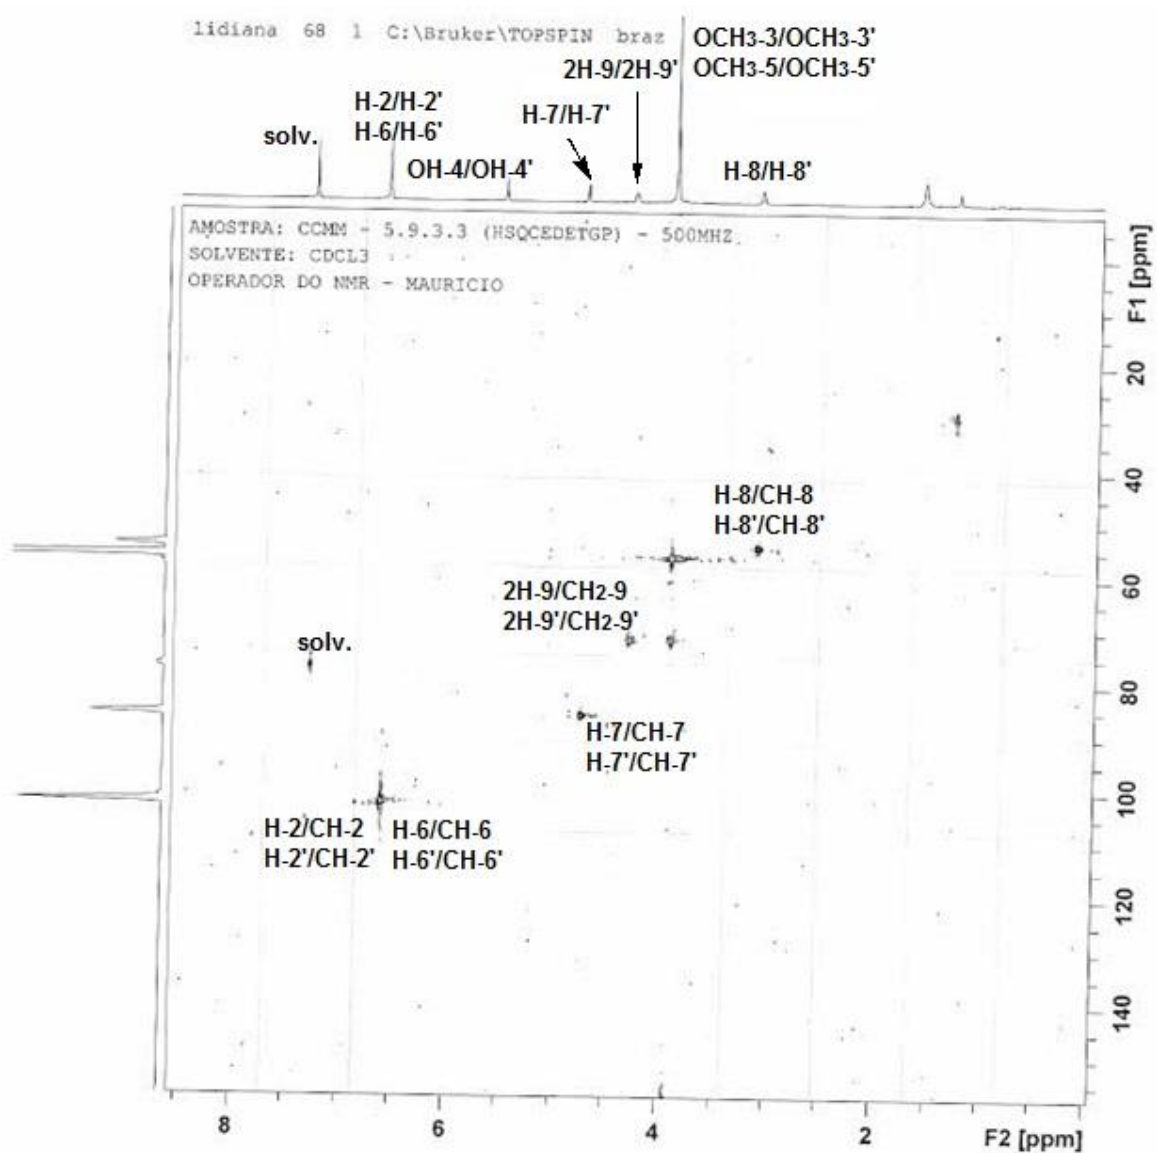 lidiana 68 1 C:\Bruker\TOPSPIN braz
OCH3-3/OCH3-3'
OCH3-5/OCH3-5'
2H-9/2H-9'
H-2/H-2'
H-6/H-6'
H-7/H-7'
solv.
OH-4/OH-4'
H-8/H-8'
AMOSTRA: CCMM - 5.9.3.3 (HSQCEDETGP) - 500MHZ
SOLVENTE: CDCL3
OPERADOR DO NMR - MAURICIO
F1 [ppm]
20
40
60
80
100
120
140
H-8/CH-8
H-8'/CH-8'
2H-9/CH2-9
2H-9'/CH2-9'
solv.
H-7/CH-7
H-7'/CH-7'
H-2/CH-2 H-6/CH-6
H-2'/CH-2' H-6'/CH-6'
8 6 4 2 F2 [ppm]